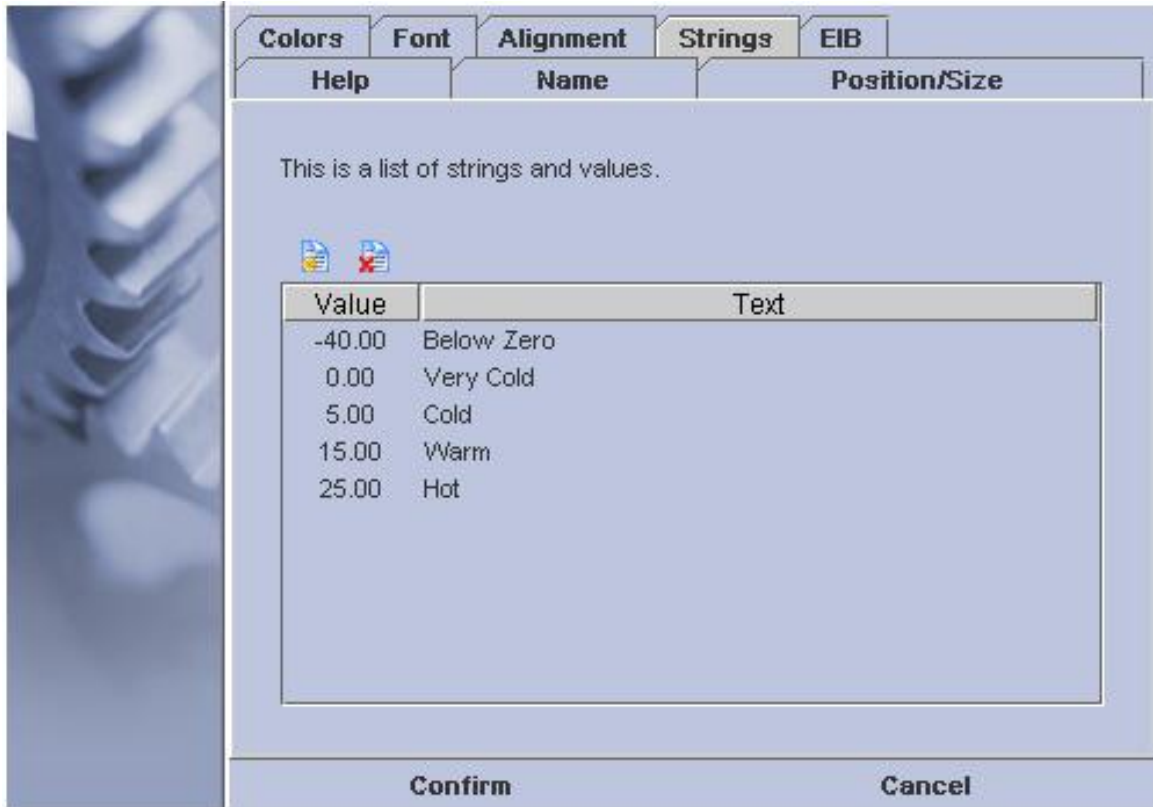 Colors Font Alignment Strings EIB
Help Name Position/Size
This is a list of strings and values.
Value Text
-40.00 Below Zero
0.00 Very Cold
5.00 Cold
15.00 Warm
25.00 Hot
Confirm Cancel